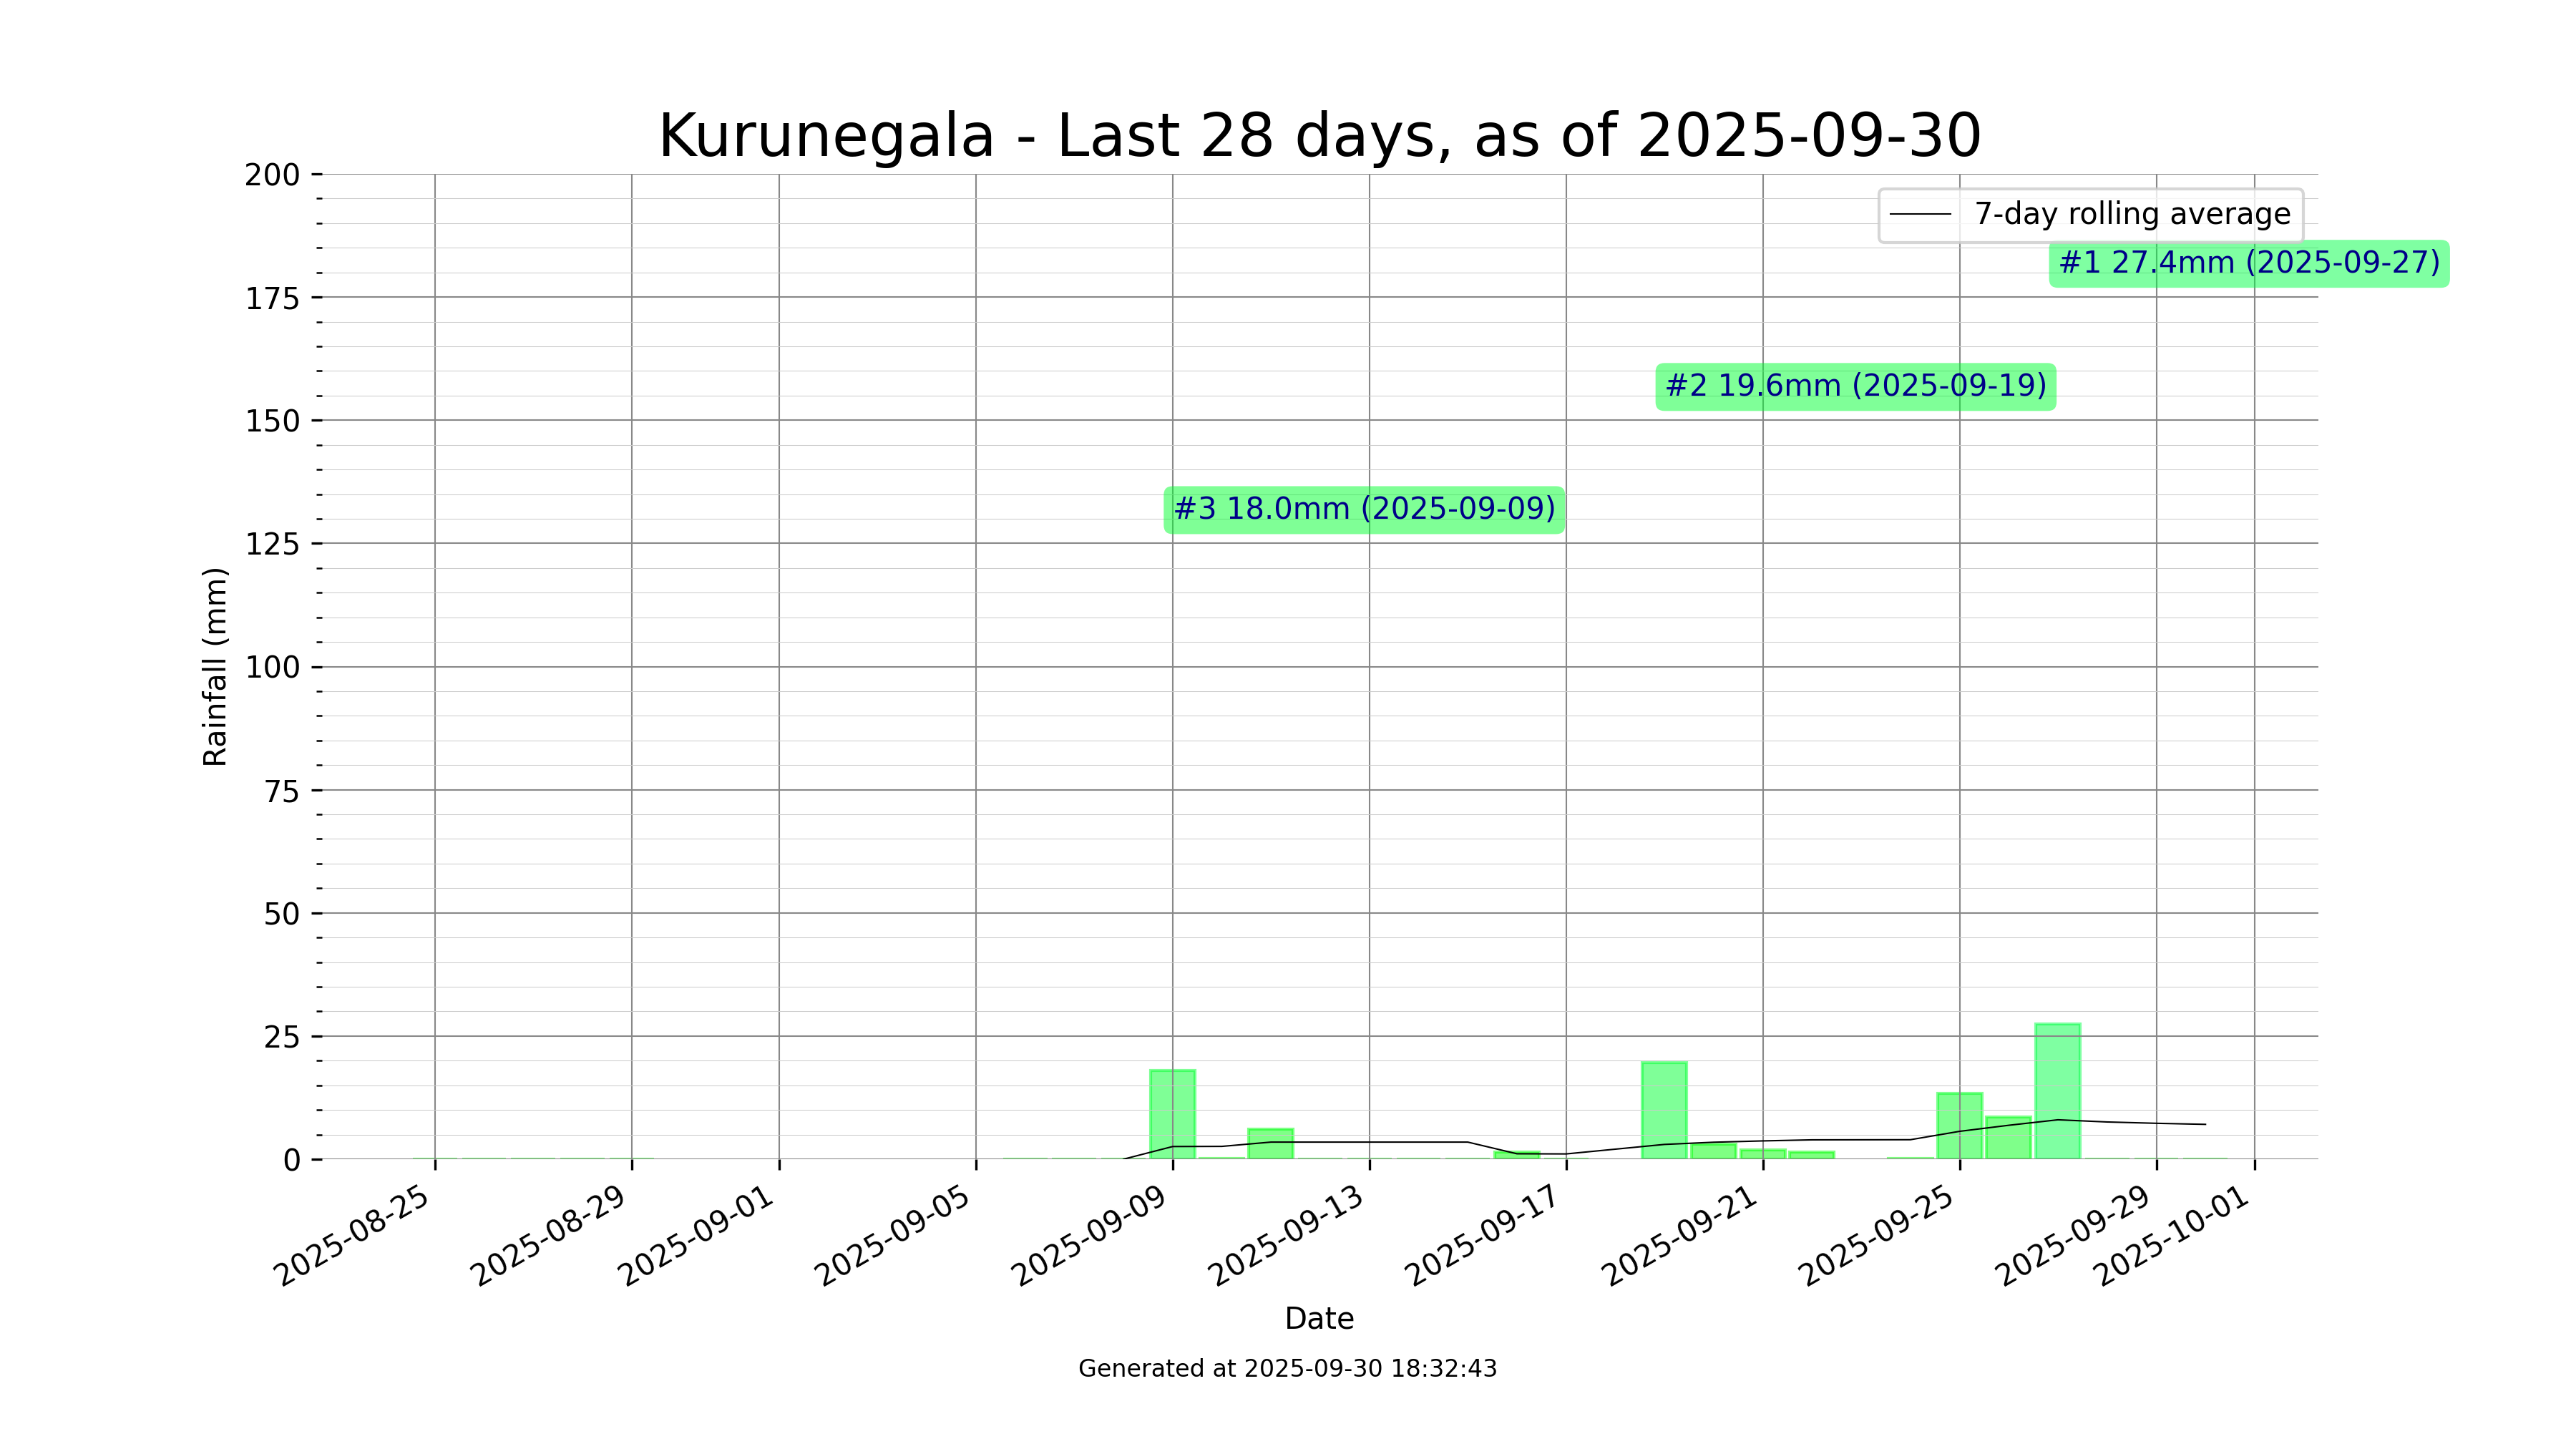 Kurunegala - Last 28 days, as of 2025-09-30
7-day rolling average
#1 27.4mm (2025-09-27)
#2 19.6mm (2025-09-19)
#3 18.0mm (2025-09-09)
Rainfall (mm)
200
175
150
125
100
75
50
25
0
2025-08-25
2025-08-29
2025-09-01
2025-09-05
2025-09-09
2025-09-13
2025-09-17
2025-09-21
2025-09-25
2025-09-29
2025-10-01
Date
Generated at 2025-09-30 18:32:43